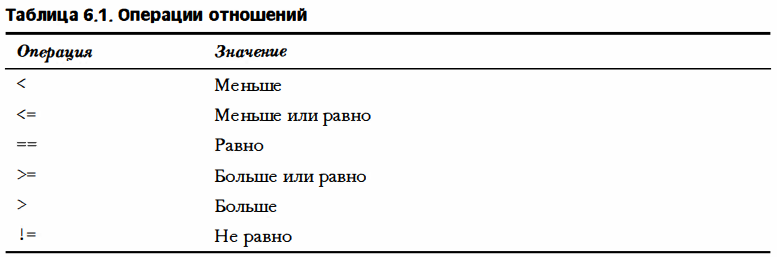 Таблица 6.1. Операции отношений
Операция Значение
< Меньше
<= Меньше или равно
== Равно
>= Больше или равно
> Больше
!= Не равно